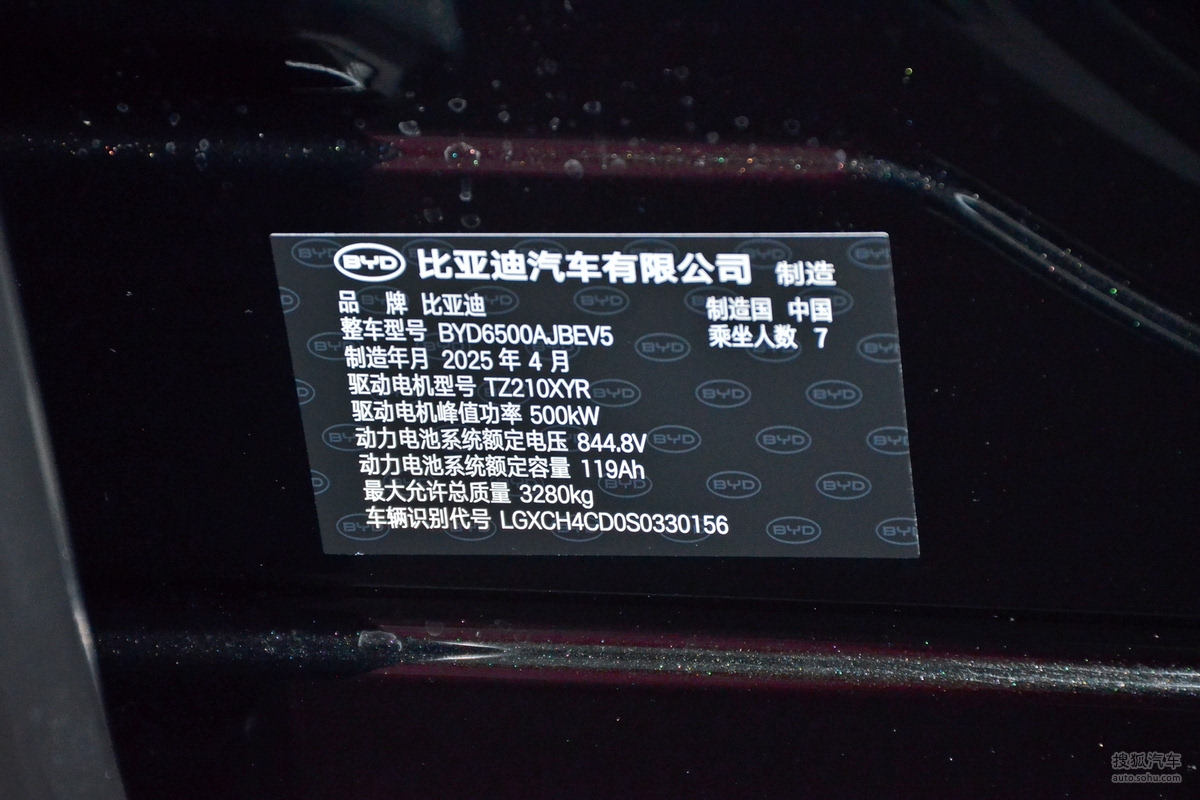 BYD 比亚迪汽车有限公司 制造
品 牌 比亚迪 制造国 中国
整车型号 BYD6500AJBEV5 乘坐人数 7
制造年月 2025 年 4 月
驱动电机型号 TZ210XYR
驱动电机峰值功率 500kW
动力电池系统额定电压 844.8V
动力电池系统额定容量 119Ah
最大允许总质量 3280kg
车辆识别代号 LGXCH4CD0S0330156
搜狐汽车
auto.sohu.com